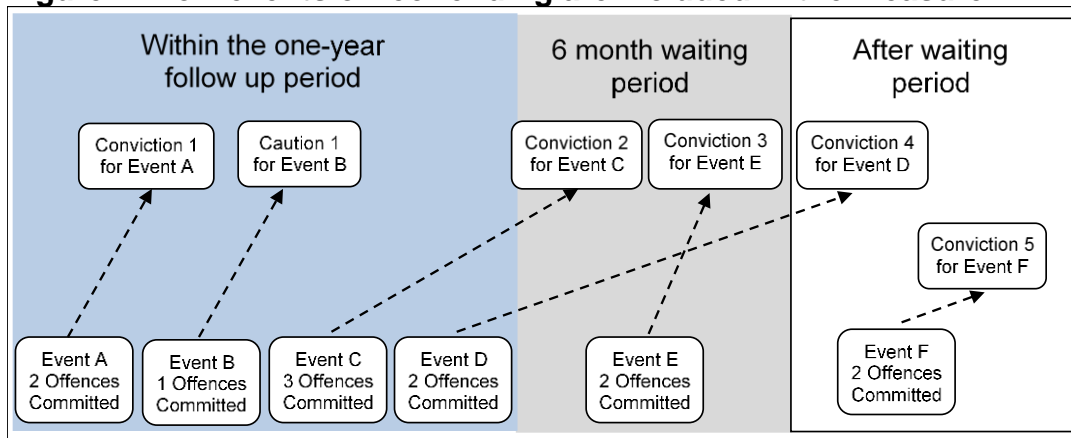 Within the one-year
follow up period
6 month waiting
period
After waiting
period
Conviction 1
for Event A
Caution 1
for Event B
Conviction 2
for Event C
Conviction 3
for Event E
Conviction 4
for Event D
Conviction 5
for Event F
Event A
2 Offences
Committed
Event B
1 Offences
Committed
Event C
3 Offences
Committed
Event D
2 Offences
Committed
Event E
2 Offences
Committed
Event F
2 Offences
Committed